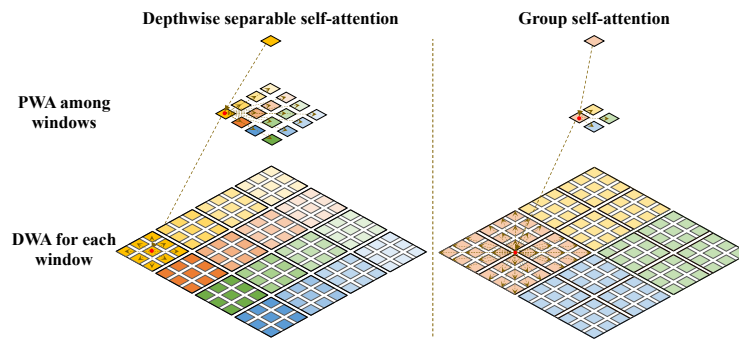 Depthwise separable self-attention
Group self-attention
PWA among
windows
DWA for each
window